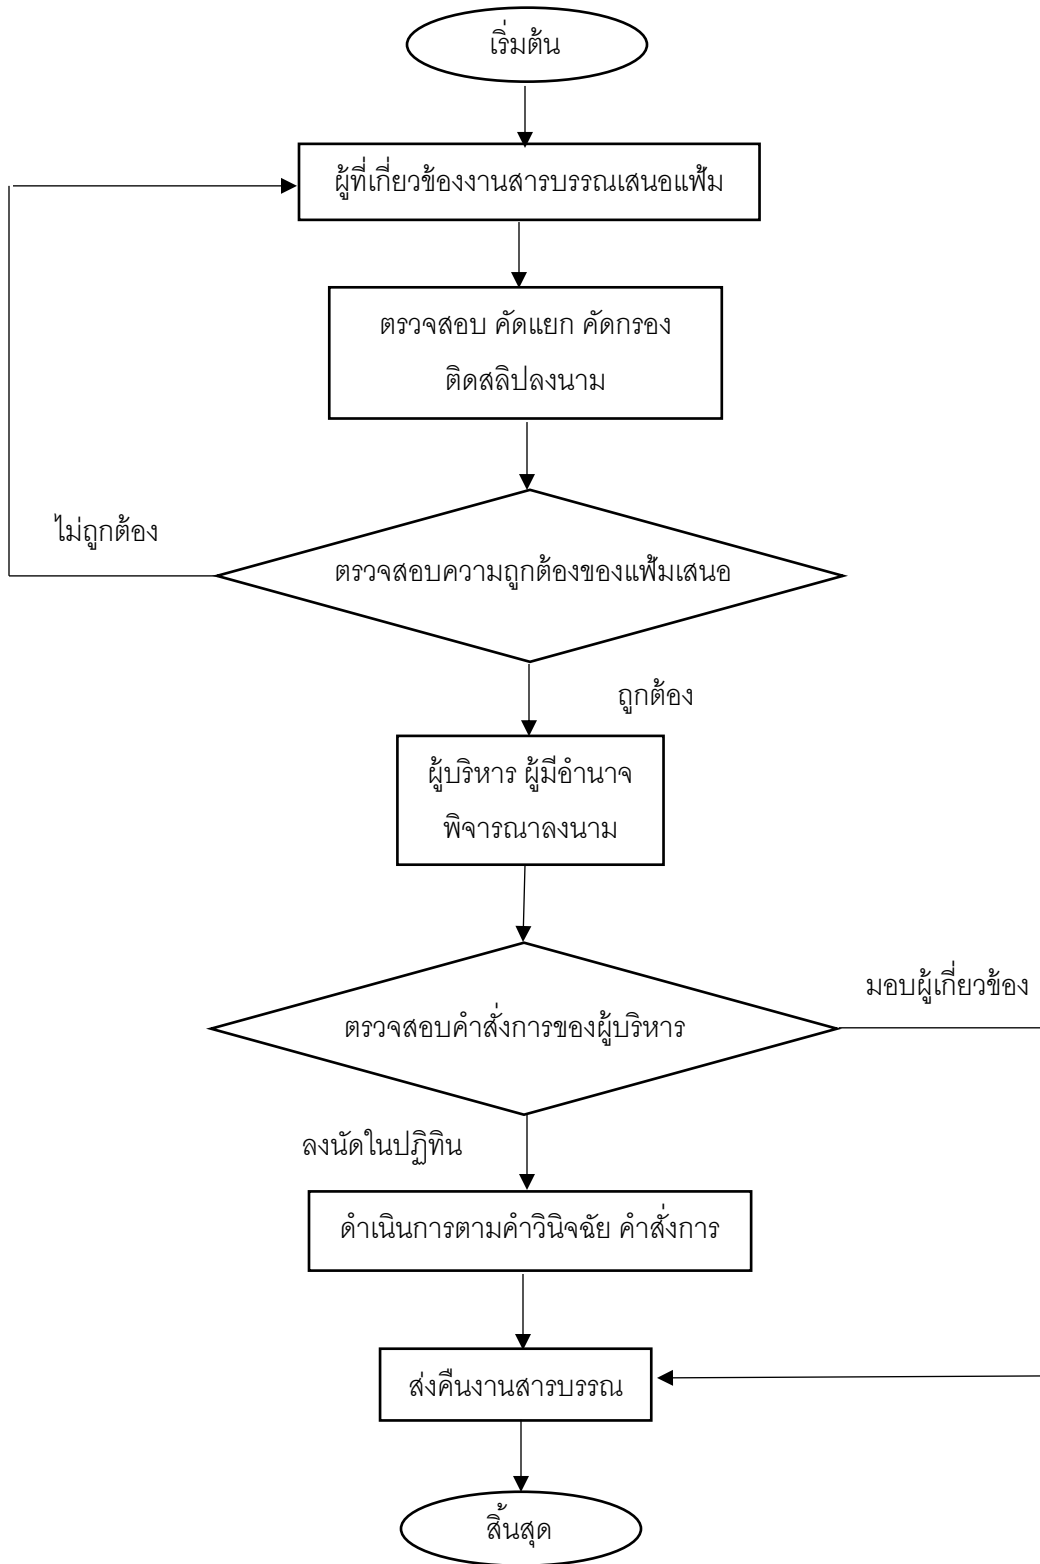 เริ่มต้น
ผู้ที่เกี่ยวข้องงานสารบรรณเสนอแฟ้ม
ตรวจสอบ คัดแยก คัดกรอง
ติดสลิปลงนาม
ไม่ถูกต้อง
ตรวจสอบความถูกต้องของแฟ้มเสนอ
ถูกต้อง
ผู้บริหาร ผู้มีอำนาจ
พิจารณาลงนาม
มอบผู้เกี่ยวข้อง
ตรวจสอบคำสั่งการของผู้บริหาร
ลงนัดในปฏิทิน
ดำเนินการตามคำวินิจฉัย คำสั่งการ
ส่งคืนงานสารบรรณ
สิ้นสุด